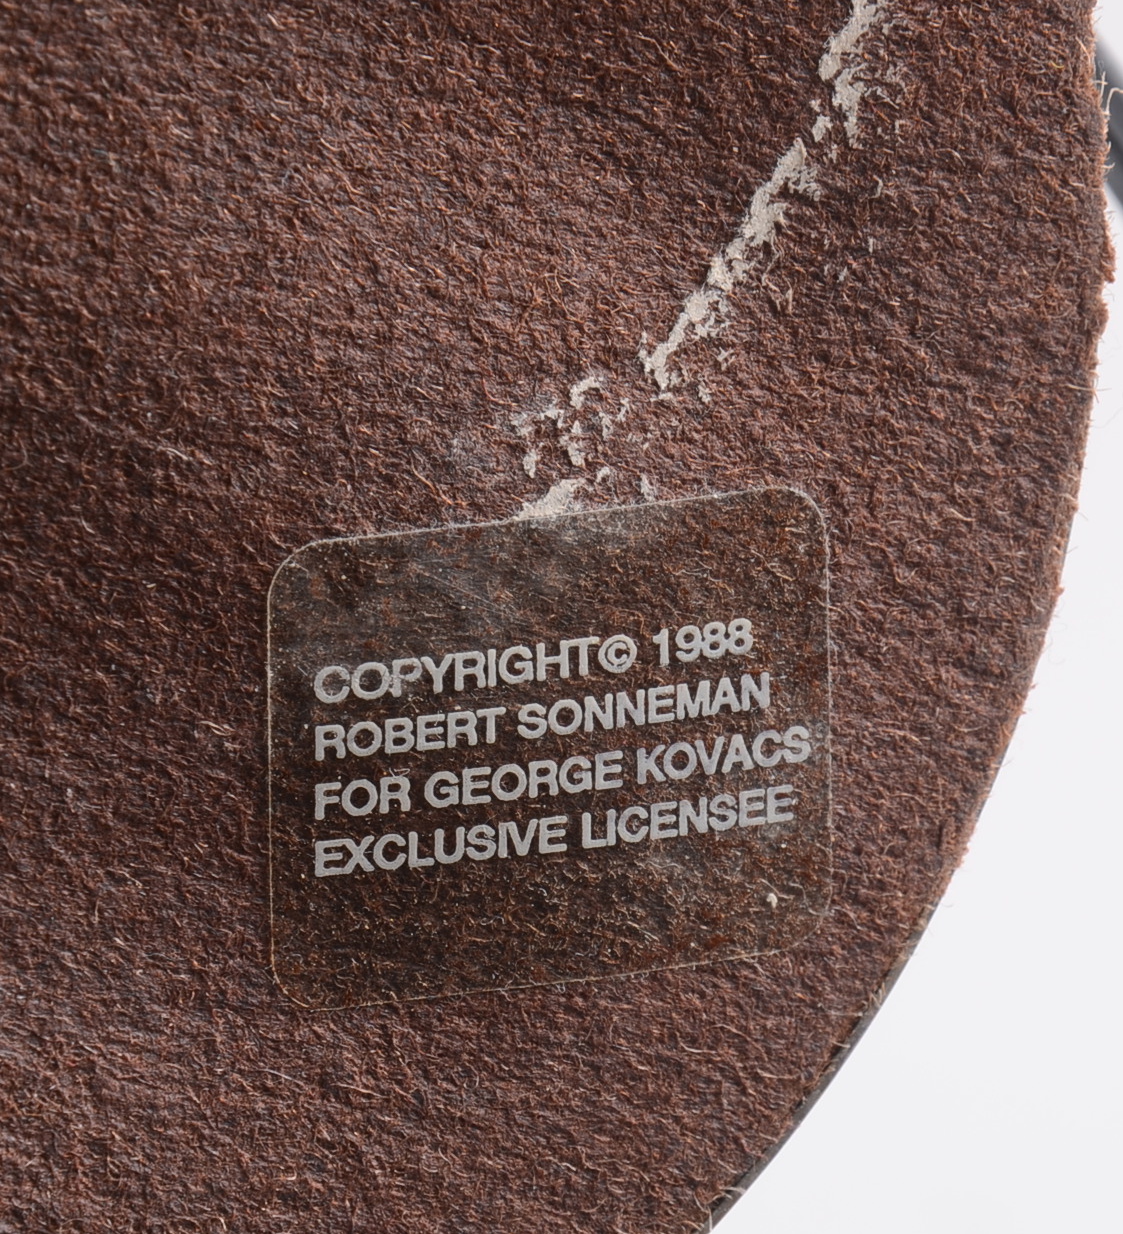 COPYRIGHT© 1988
ROBERT SONNEMAN
FOR GEORGE KOVACS
EXCLUSIVE LICENSEE